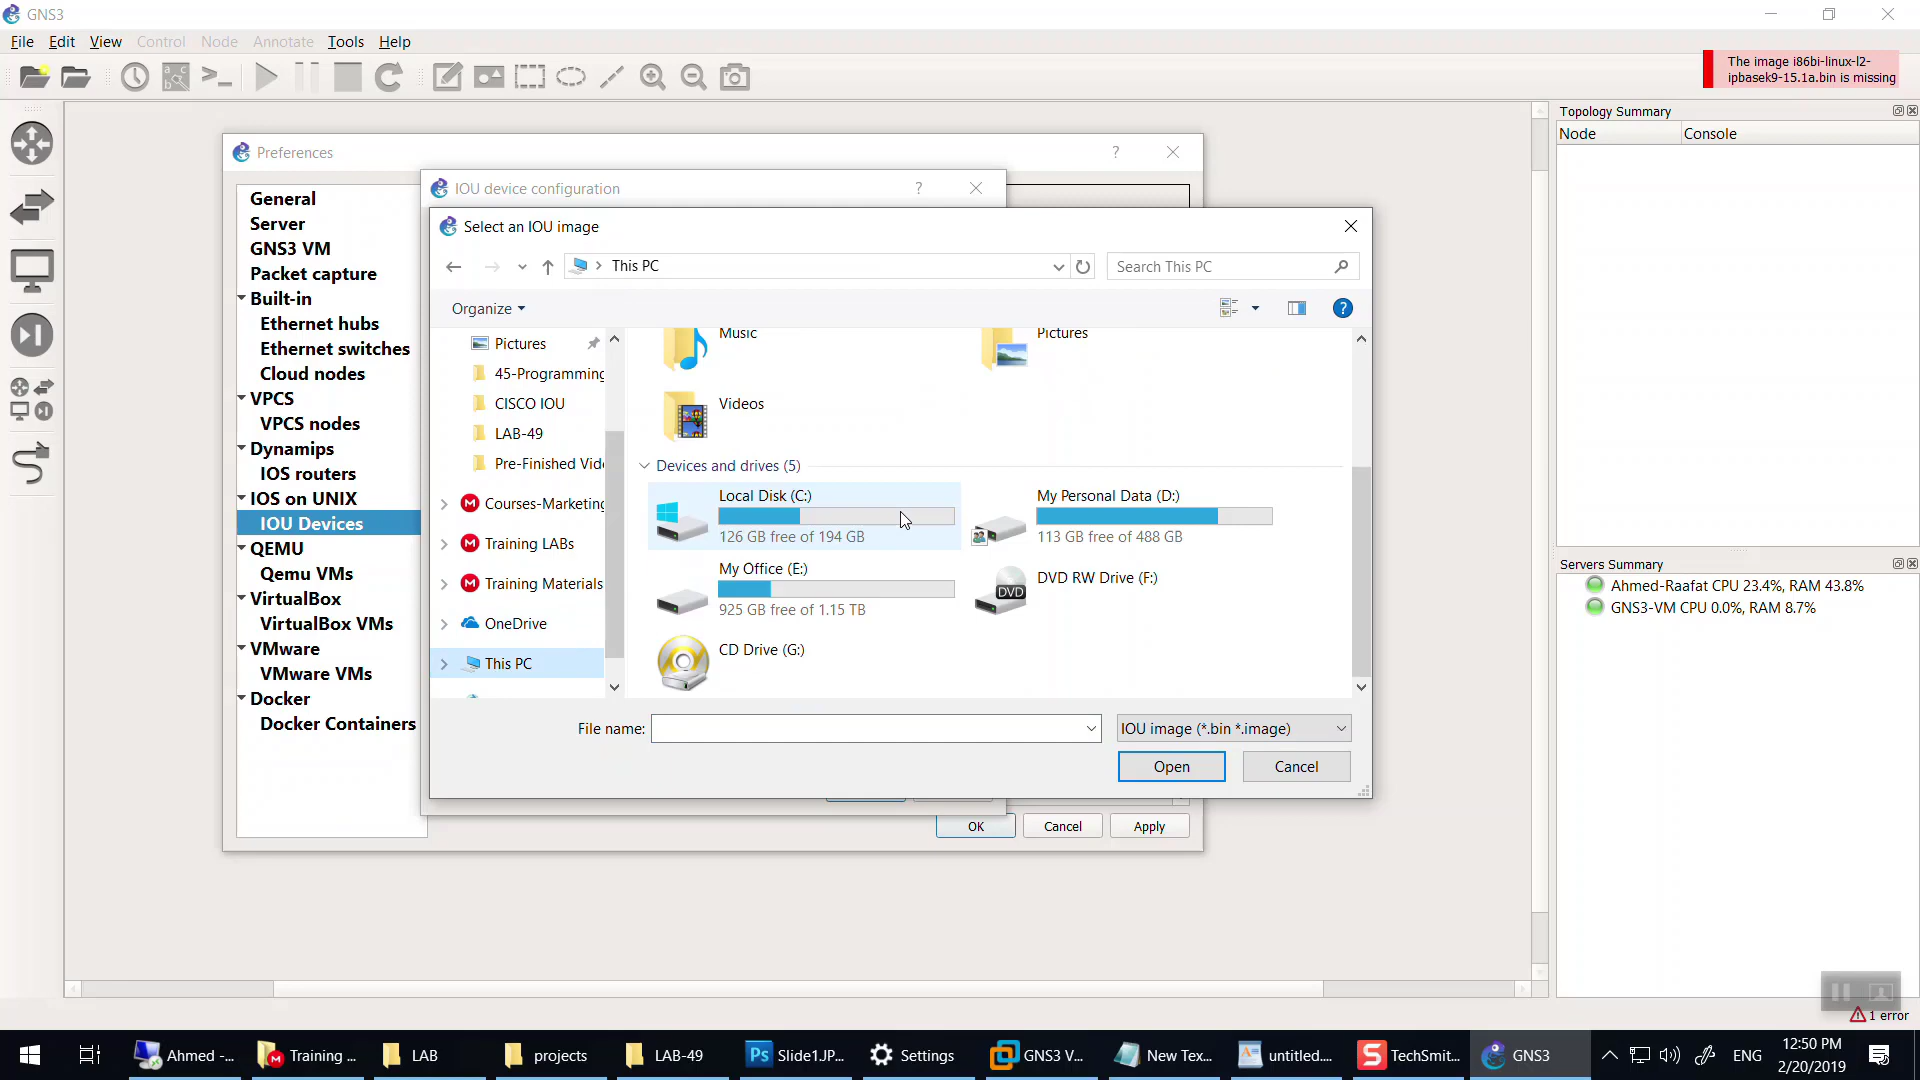 GNS3
File Edit View Control Node Annotate Tools Help
The image i86bi-linux-l2-
ipbasek9-15.1a.bin is missing
Topology Summary
Node Console
Preferences
General
Server
GNS3 VM
Packet capture
Built-in
Ethernet hubs
Ethernet switches
Cloud nodes
VPCS
VPCS nodes
Dynamips
IOS routers
IOS on UNIX
IOU Devices
QEMU
Qemu VMs
VirtualBox
VirtualBox VMs
VMware
VMware VMs
Docker
Docker Containers
IOU device configuration
Select an IOU image
This PC
Search This PC
Organize
Pictures
45-Programming
CISCO IOU
LAB-49
Pre-Finished Vide
Courses-Marketing
Training LABs
Training Materials
OneDrive
This PC
Music
Pictures
Videos
Devices and drives (5)
Local Disk (C:)
126 GB free of 194 GB
My Personal Data (D:)
113 GB free of 488 GB
My Office (E:)
925 GB free of 1.15 TB
DVD
DVD RW Drive (F:)
CD Drive (G:)
File name:
IOU image (*.bin *.image)
Open Cancel
OK Cancel Apply
Servers Summary
Ahmed-Raafat CPU 23.4%, RAM 43.8%
GNS3-VM CPU 0.0%, RAM 8.7%
1 error
Ahmed -... Training ... LAB projects LAB-49 Slide1.JP... Settings GNS3 V... New Tex... untitled.... TechSmit... GNS3
ENG
12:50 PM
2/20/2019